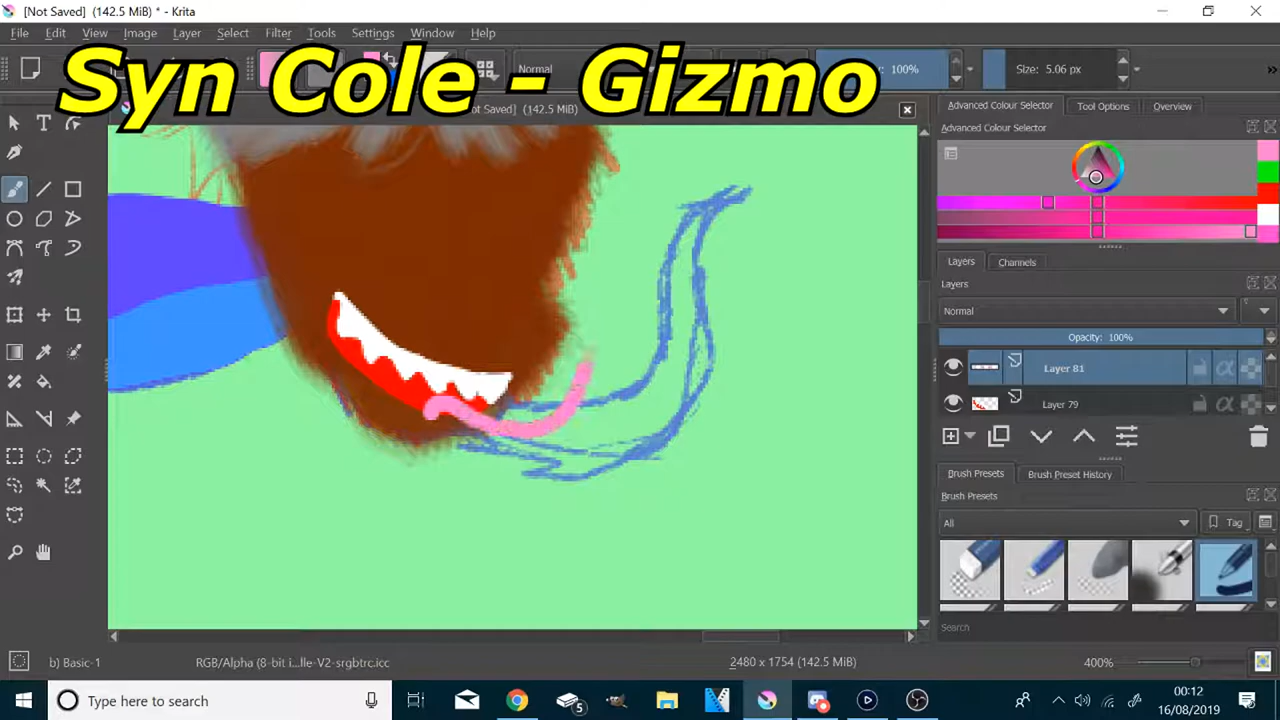 [Not Saved] (142.5 MiB) * - Krita
File Edit View Image Layer Select Filter Tools Settings Window Help
Syn Cole - Gizmo
Normal
: 100%
Size: 5.06 px
»
Not Saved] (142.5 MiB)
Advanced Colour Selector
Tool Options
Overview
Advanced Colour Selector
Layers
Channels
Layers
Normal
Opacity: 100%
Layer 81
Layer 79
Brush Presets
Brush Preset History
Brush Presets
All
Tag
Search
b) Basic-1
RGB/Alpha (8-bit i...lle-V2-srgbtrc.icc
2480 x 1754 (142.5 MiB)
400%
Type here to search
5
00:12
16/08/2019